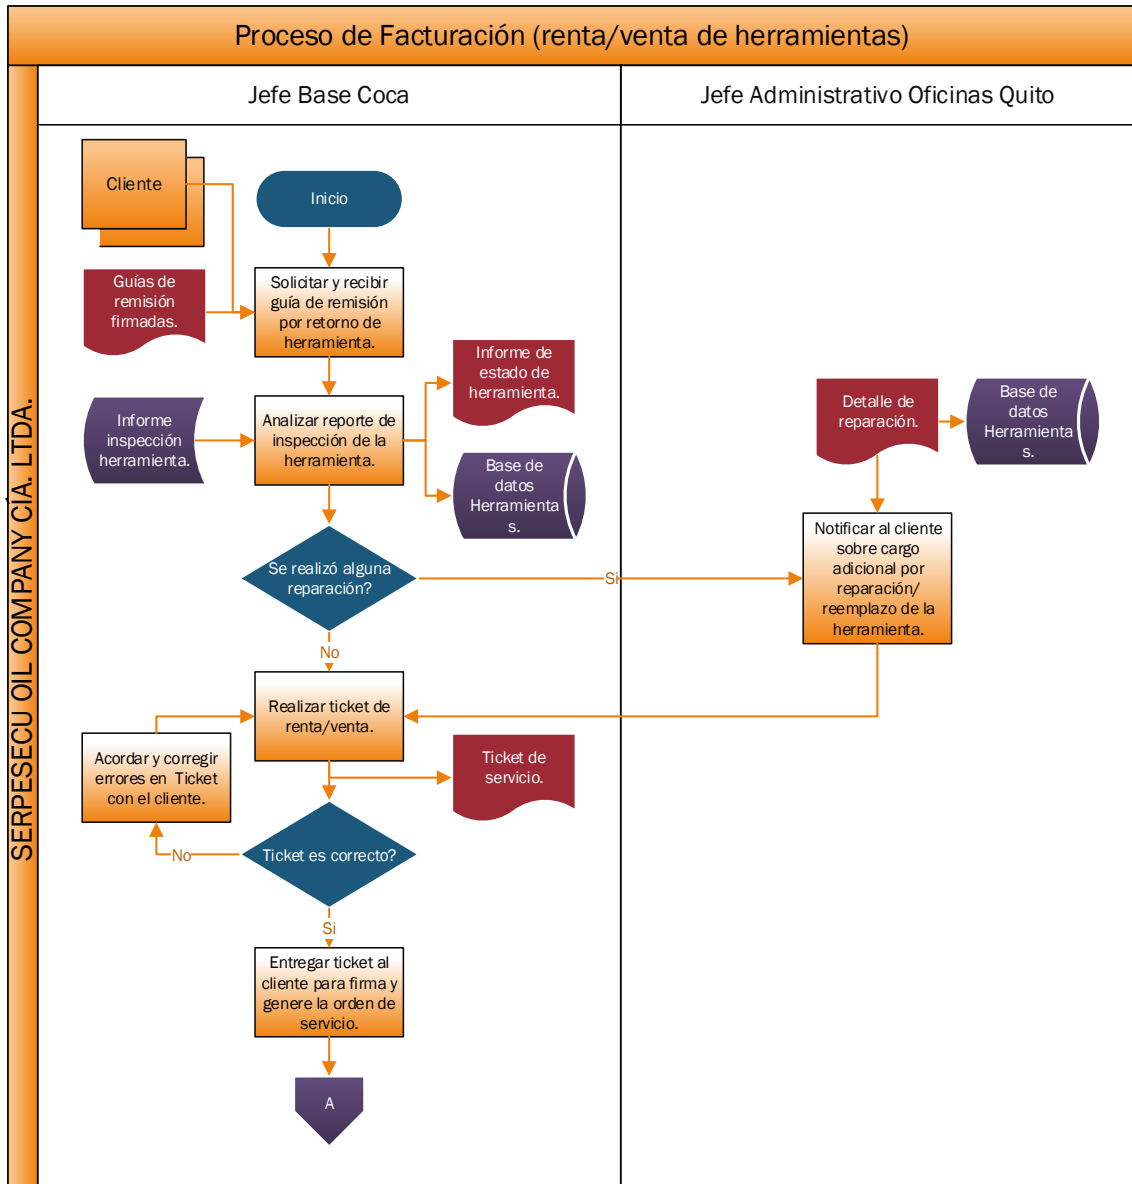 Proceso de Facturación (renta/venta de herramientas)
SERPESECU OIL COMPANY CÍA. LTDA.
Jefe Base Coca
Jefe Administrativo Oficinas Quito
Cliente
Inicio
Guías de
remisión
firmadas.
Solicitar y recibir
guía de remisión
por retorno de
herramienta.
Informe de
estado de
herramienta.
Informe
inspección
herramienta.
Analizar reporte de
inspección de la
herramienta.
Base de
datos
Herramienta
s.
Detalle de
reparación.
Base de
datos
Herramienta
s.
Se realizó alguna
reparación?
Si
Notificar al cliente
sobre cargo
adicional por
reparación/
reemplazo de la
herramienta.
No
Realizar ticket de
renta/venta.
Acordar y corregir
errores en Ticket
con el cliente.
Ticket de
servicio.
No
Ticket es correcto?
Si
Entregar ticket al
cliente para firma y
genere la orden de
servicio.
A